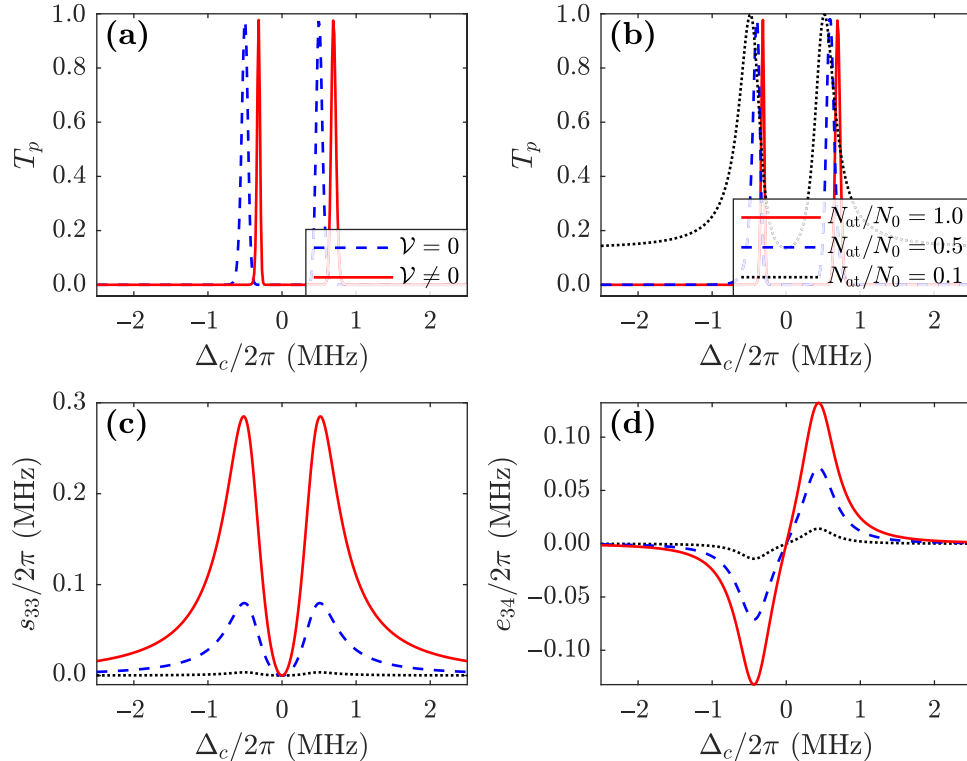 (a)
1.0
0.8
0.6
0.4
0.2
0.0
T_p
𝒱 = 0
𝒱 ≠ 0
−2
−1
0
1
2
Δ_c/2π (MHz)
(b)
1.0
0.8
0.6
0.4
0.2
0.0
T_p
N_at/N_0 = 1.0
N_at/N_0 = 0.5
N_at/N_0 = 0.1
−2
−1
0
1
2
Δ_c/2π (MHz)
(c)
0.3
0.2
0.1
0.0
s_33/2π (MHz)
−2
−1
0
1
2
Δ_c/2π (MHz)
(d)
0.10
0.05
0.00
−0.05
−0.10
e_34/2π (MHz)
−2
−1
0
1
2
Δ_c/2π (MHz)